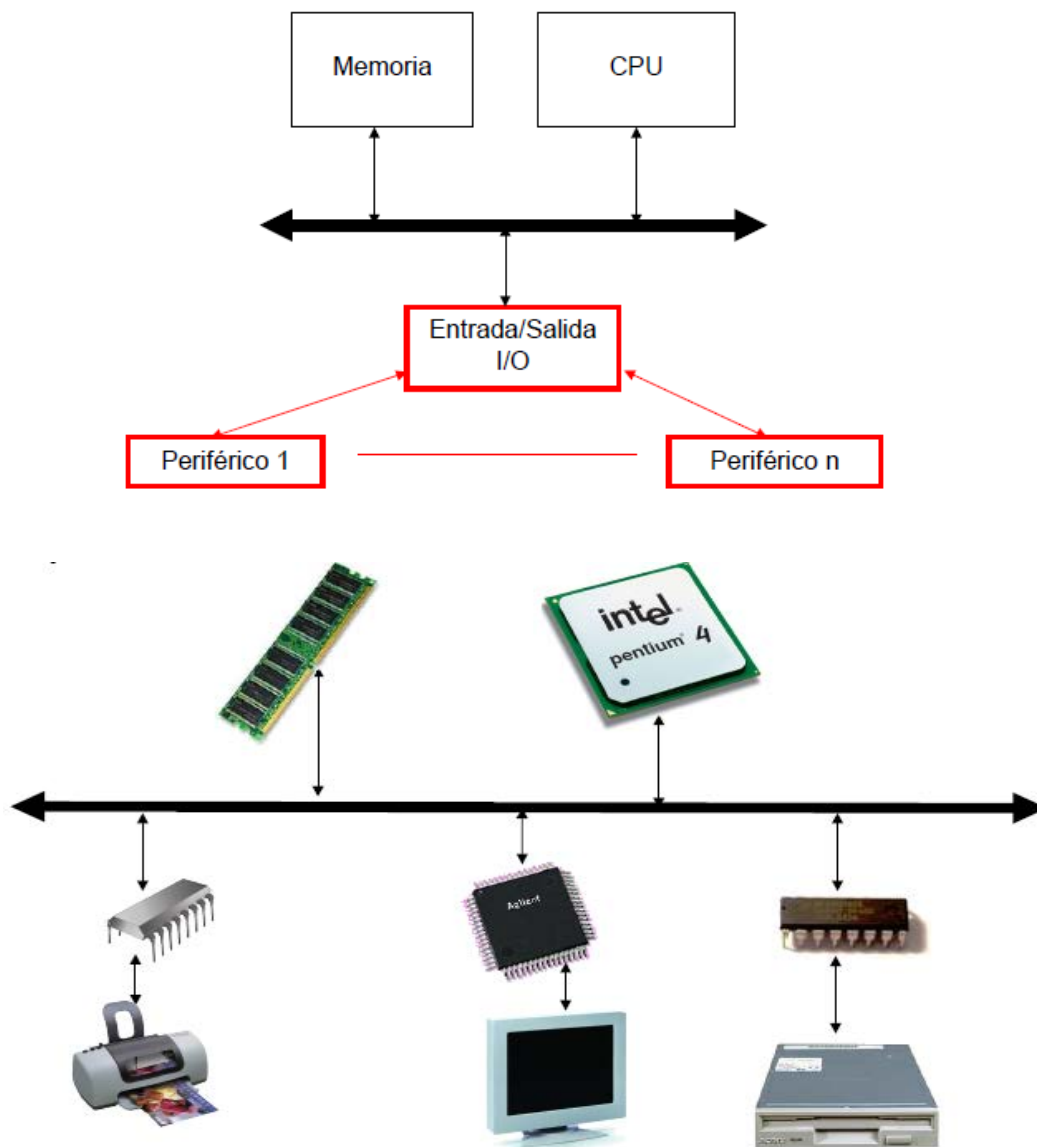 Memoria
CPU
Entrada/Salida
I/O
Periférico 1
Periférico n
intel
pentium 4
Agilent